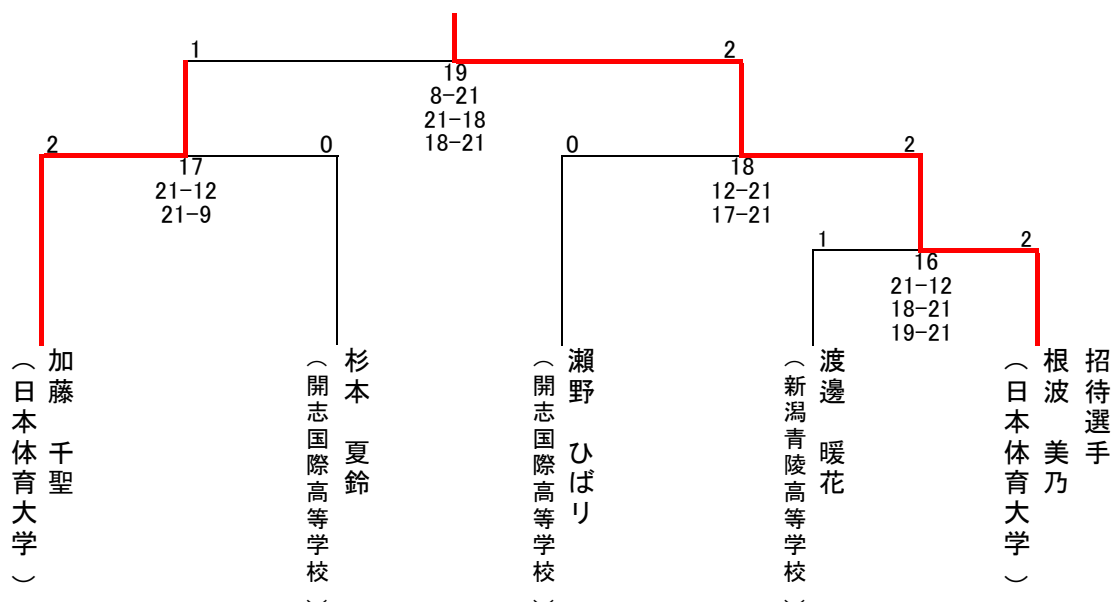 1
2
19
8-21
21-18
18-21
2
0
17
21-12
21-9
0
2
18
12-21
17-21
1
2
16
21-12
18-21
19-21
加藤　千聖
（日本体育大学）
杉本　夏鈴
（開志国際高等学校）
瀬野　ひばり
（開志国際高等学校）
渡邊　暖花
（新潟青陵高等学校）
招待選手
根波　美乃
（日本体育大学）